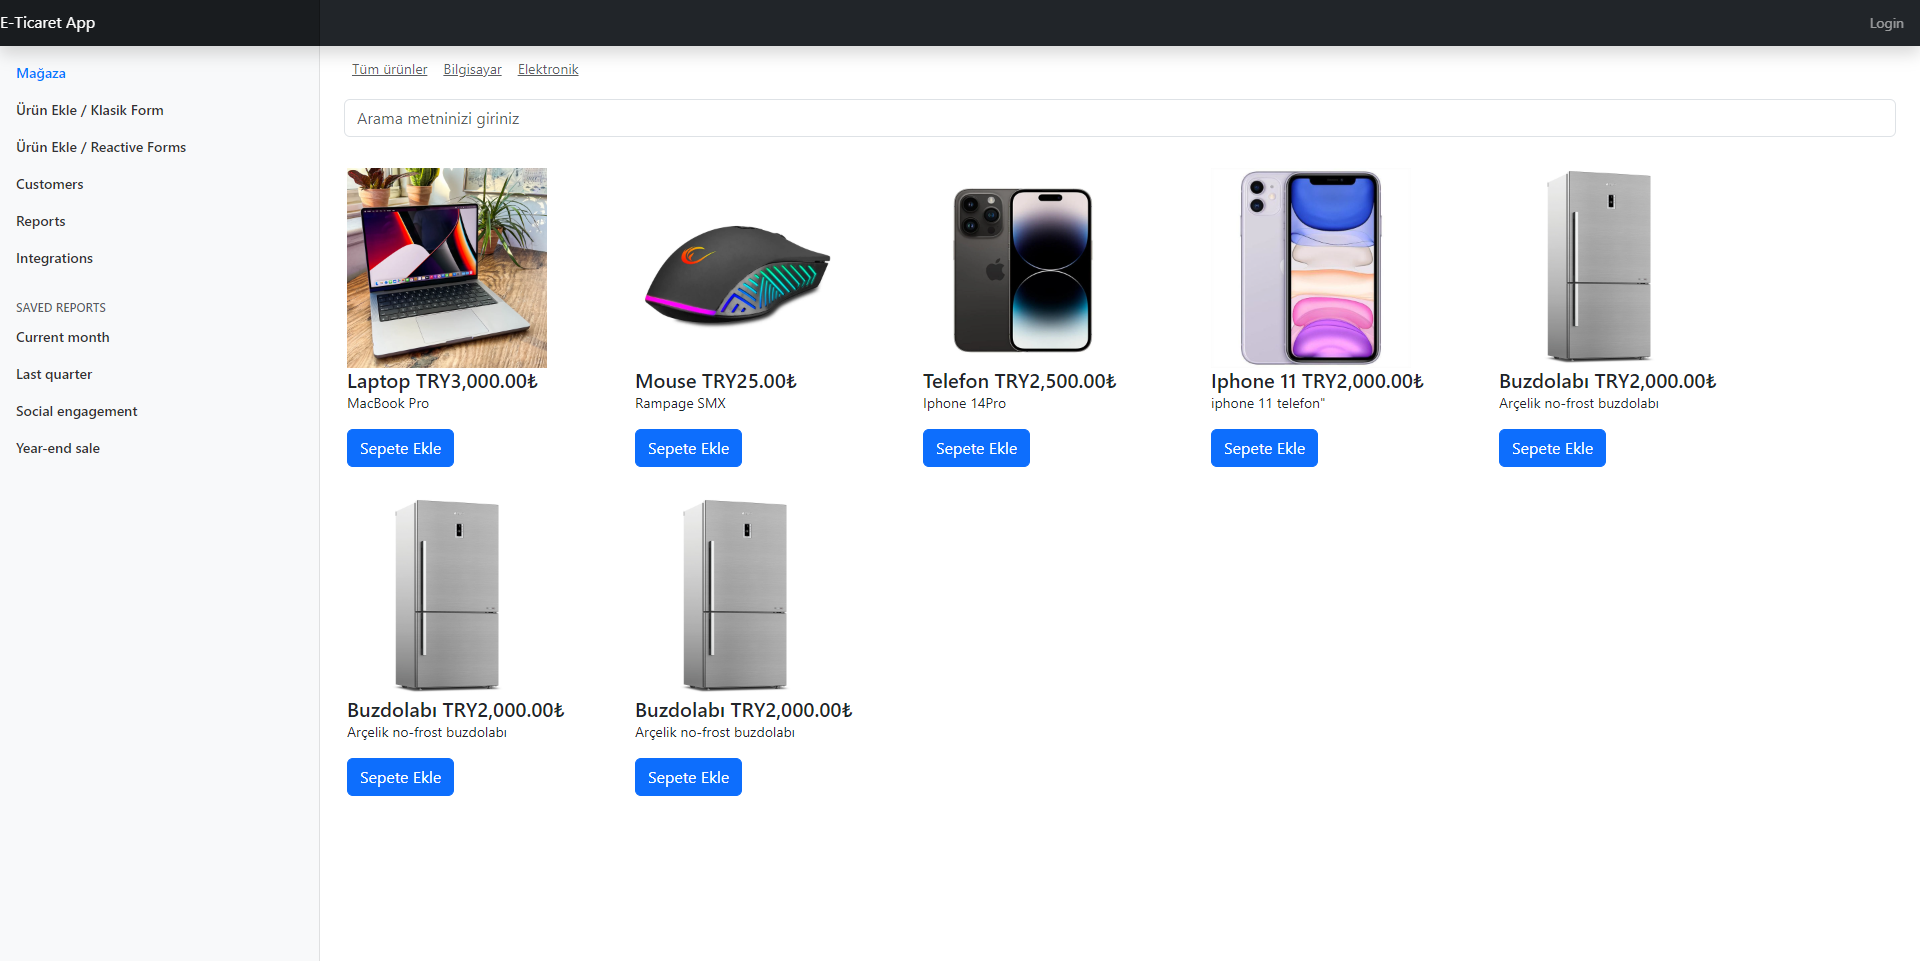 E-Ticaret App
Login
Mağaza
Ürün Ekle / Klasik Form
Ürün Ekle / Reactive Forms
Customers
Reports
Integrations
SAVED REPORTS
Current month
Last quarter
Social engagement
Year-end sale
Tüm ürünler Bilgisayar Elektronik
Arama metninizi giriniz
Laptop TRY3,000.00₺
MacBook Pro
Sepete Ekle
Mouse TRY25.00₺
Rampage SMX
Sepete Ekle
Telefon TRY2,500.00₺
Iphone 14Pro
Sepete Ekle
Iphone 11 TRY2,000.00₺
iphone 11 telefon"
Sepete Ekle
Buzdolabı TRY2,000.00₺
Arçelik no-frost buzdolabı
Sepete Ekle
Buzdolabı TRY2,000.00₺
Arçelik no-frost buzdolabı
Sepete Ekle
Buzdolabı TRY2,000.00₺
Arçelik no-frost buzdolabı
Sepete Ekle